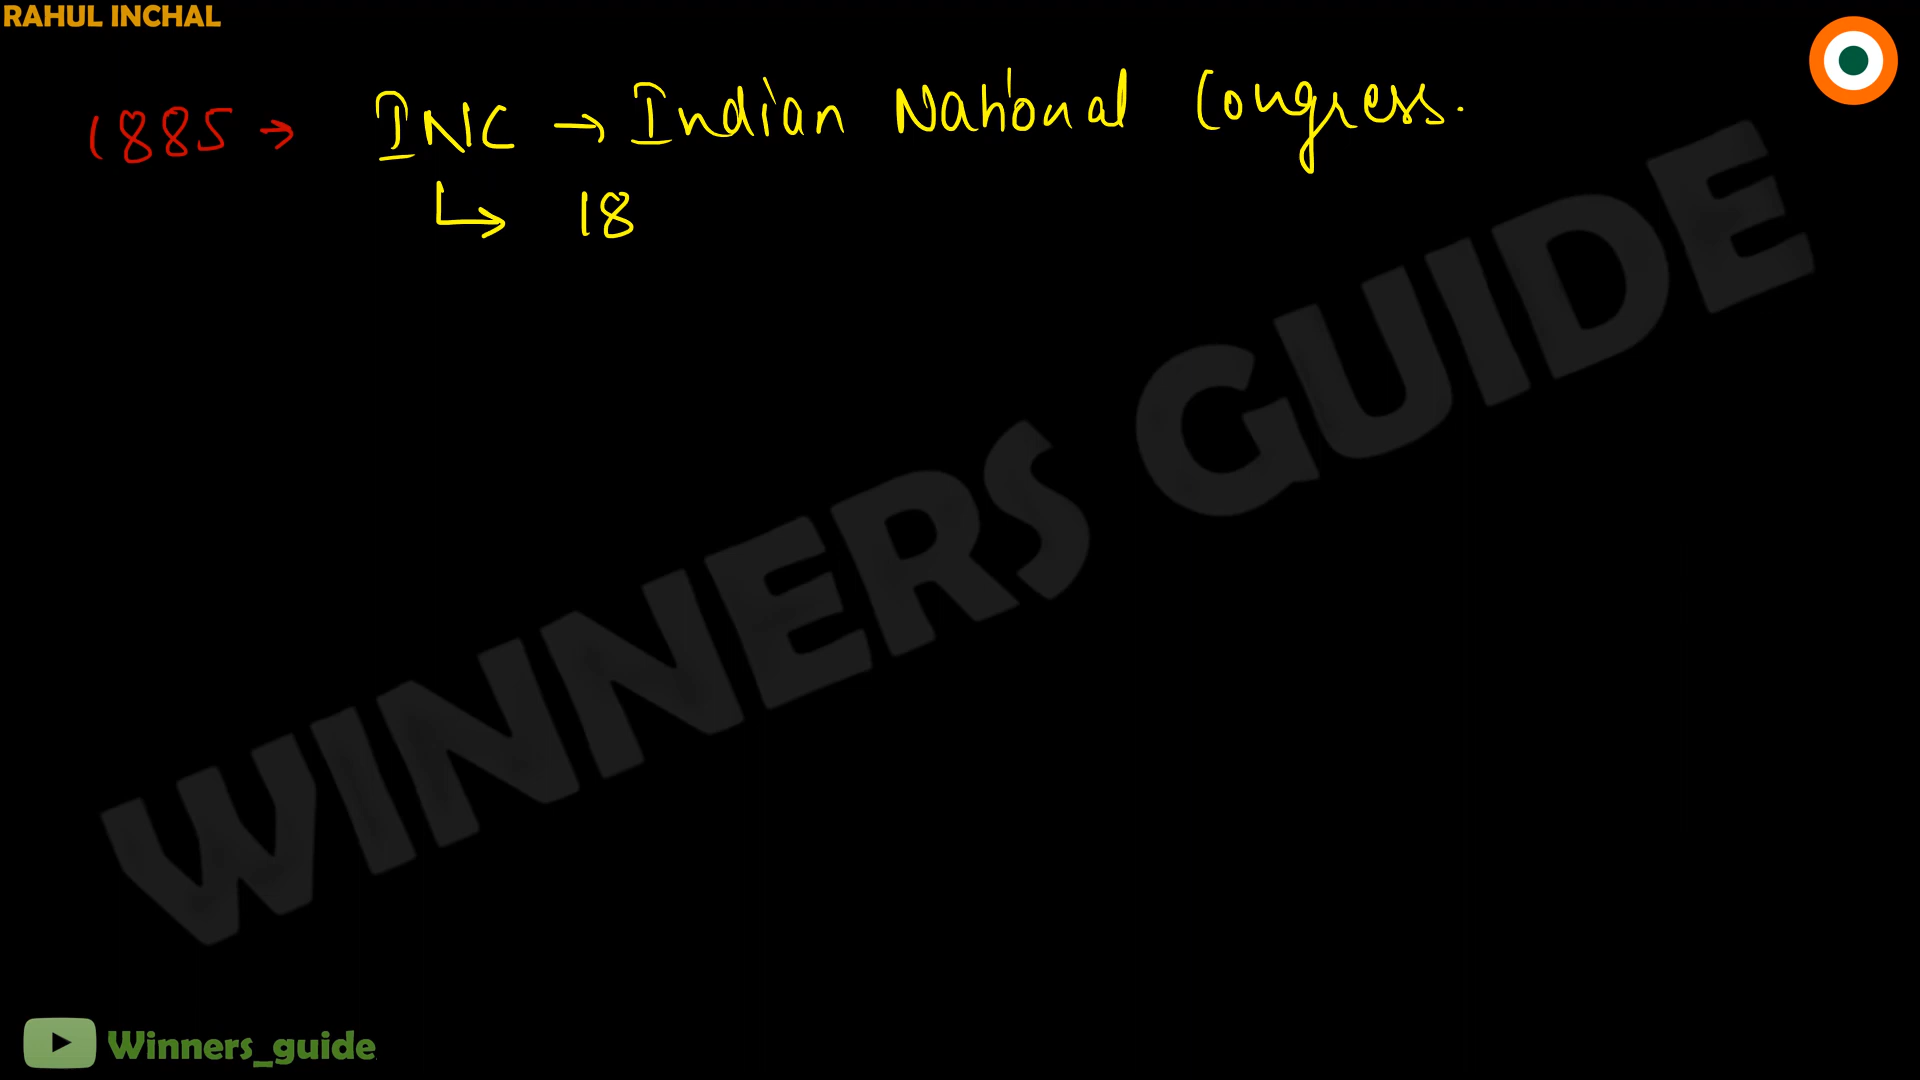 RAHUL INCHAL
1885 → INC → Indian National Congress.
↳ 18
WINNERS GUIDE
Winners_guide